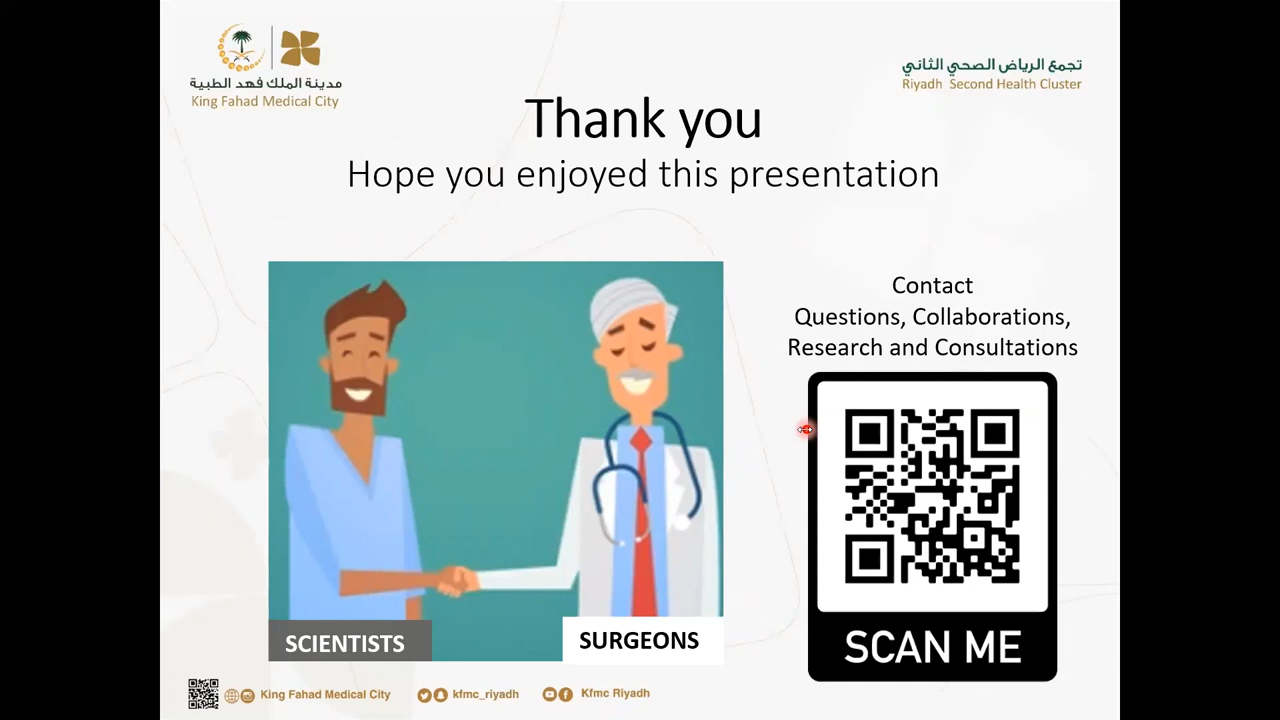 مدينة الملك فهد الطبية
King Fahad Medical City
تجمع الرياض الصحي الثاني
Riyadh Second Health Cluster
Thank you
Hope you enjoyed this presentation
Contact
Questions, Collaborations,
Research and Consultations
SCAN ME
SCIENTISTS
SURGEONS
King Fahad Medical City
kfmc_riyadh
Kfmc Riyadh